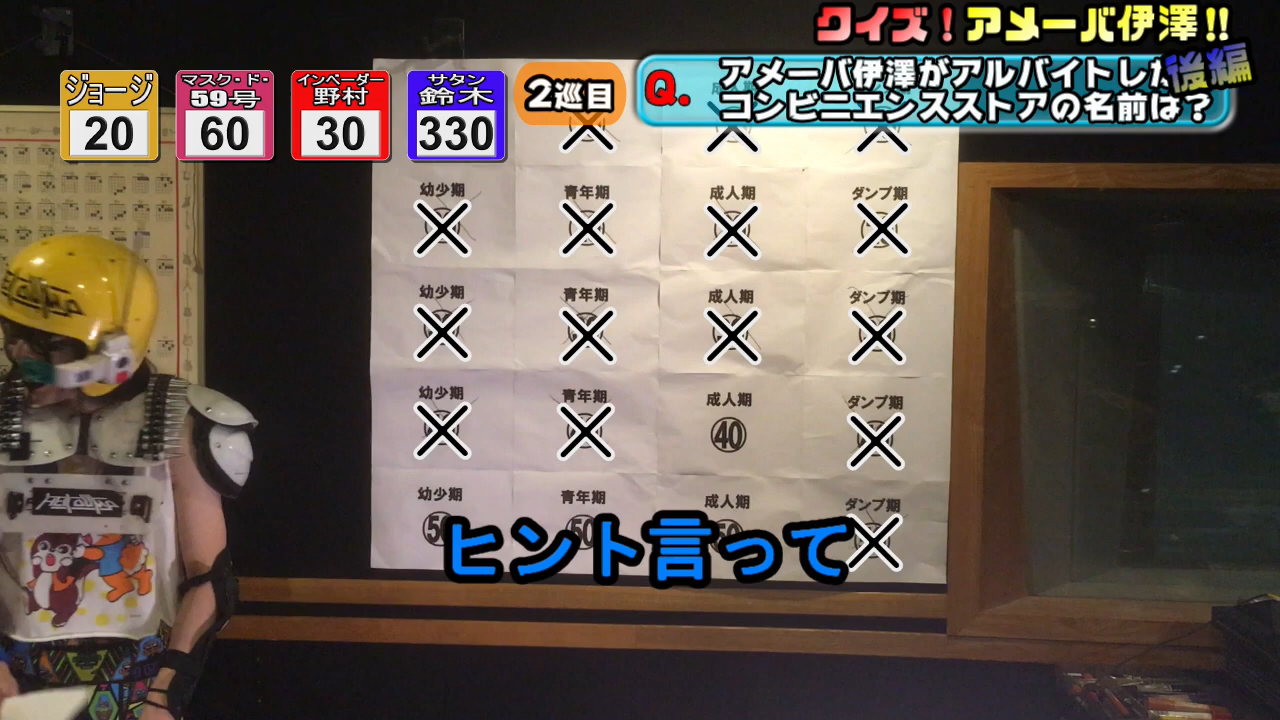 クイズ！アメーバ伊澤!!
後編
ジョージ
20
マスク・ド・
59号
60
インベーダー
野村
30
サタン
鈴木
330
2巡目
Q.
アメーバ伊澤がアルバイトした
コンビニエンスストアの名前は？
幼少期 青年期 成人期 ダンプ期
幼少期 青年期 成人期 ダンプ期
幼少期 青年期 成人期 ダンプ期
㊵
幼少期 青年期 成人期 ダンプ期
㊿ ㊿ ㊿
ヒント言って